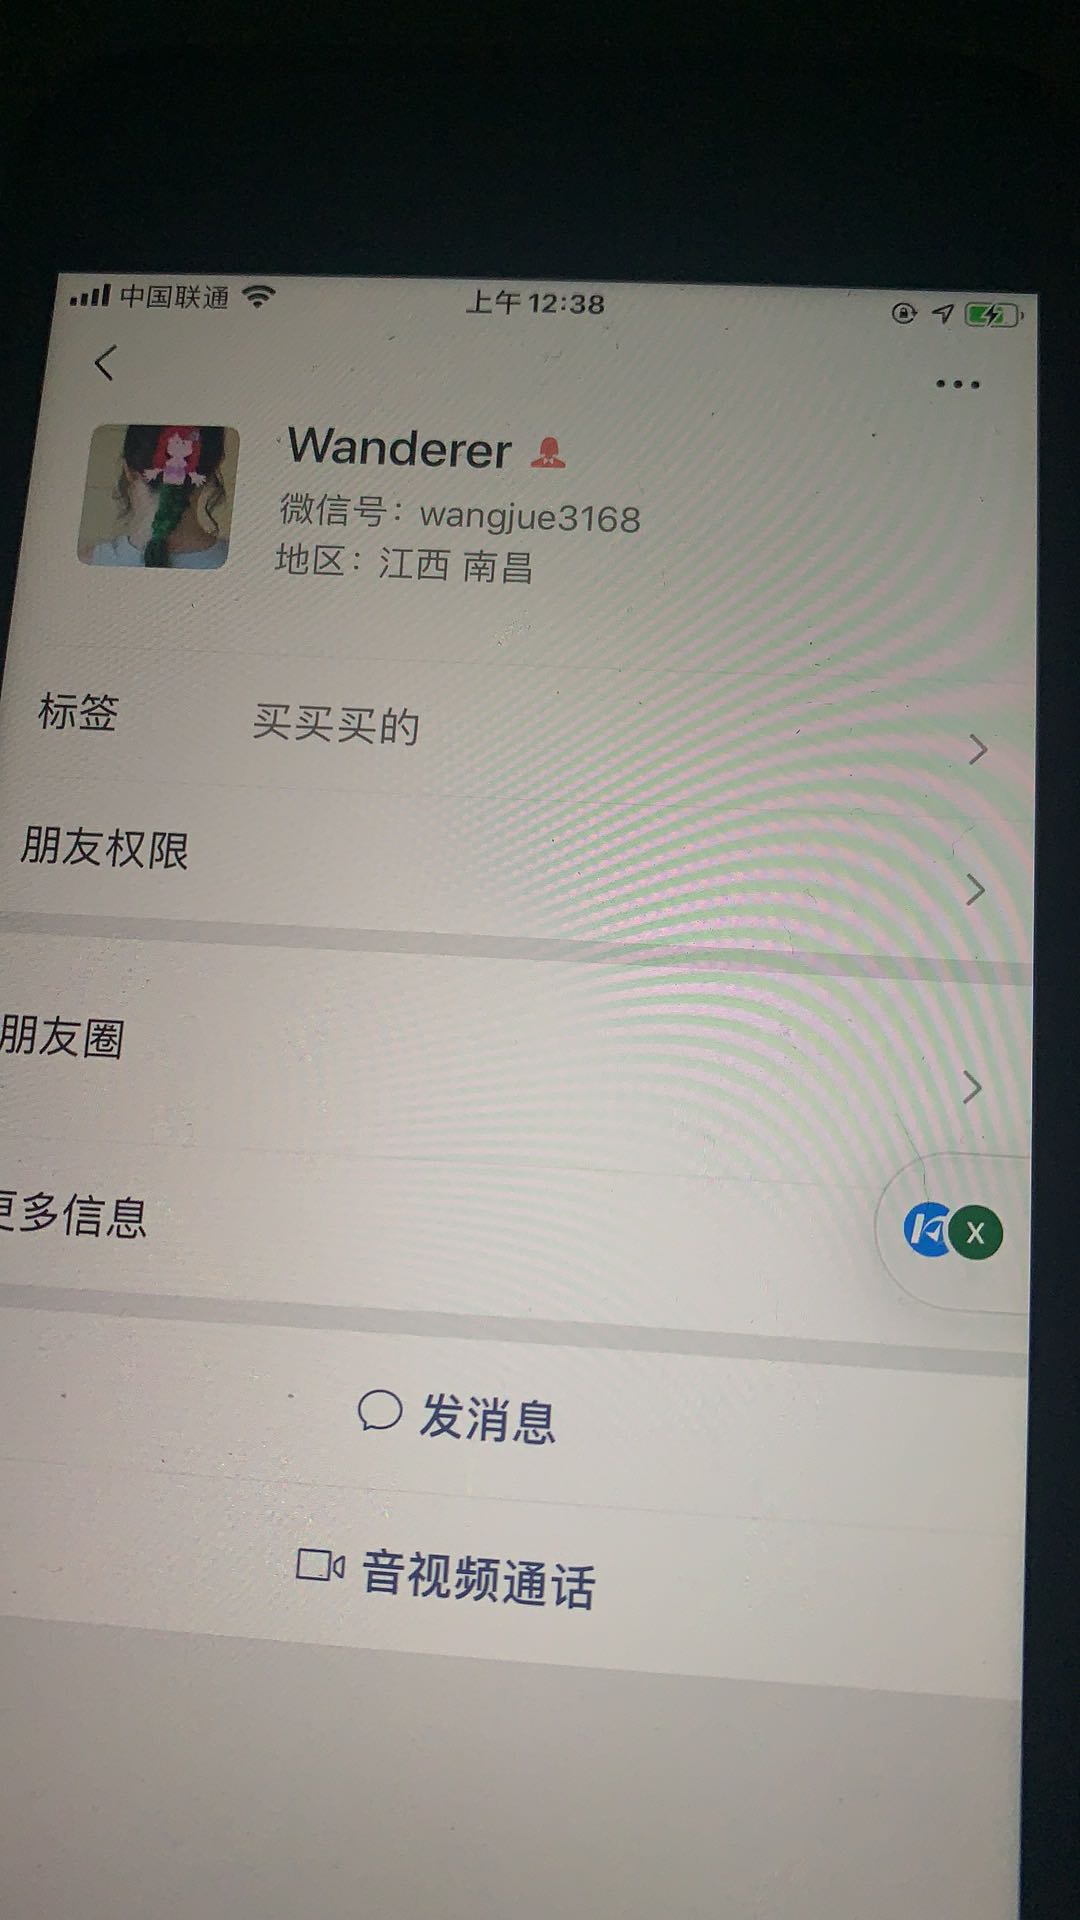 中国联通
上午 12:38
Wanderer
微信号：wangjue3168
地区：江西 南昌
标签 买买买的
朋友权限
朋友圈
更多信息
X
发消息
音视频通话